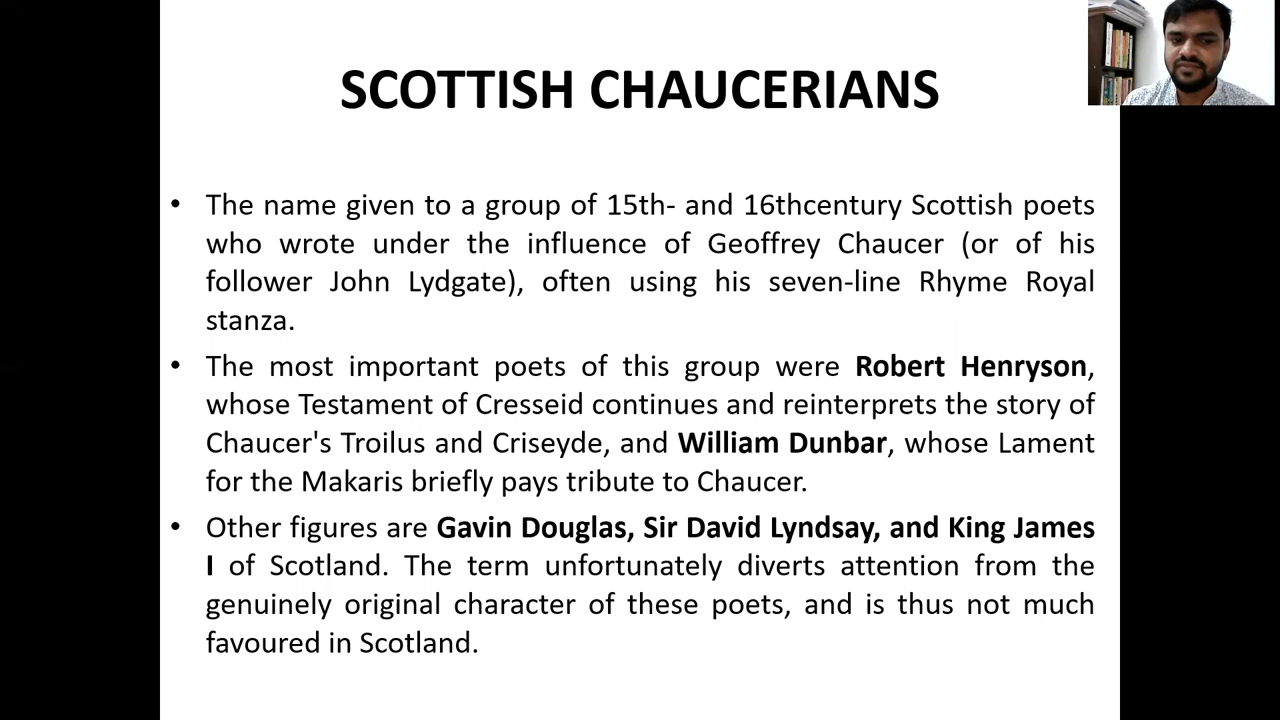 SCOTTISH CHAUCERIANS
• The name given to a group of 15th- and 16thcentury Scottish poets
who wrote under the influence of Geoffrey Chaucer (or of his
follower John Lydgate), often using his seven-line Rhyme Royal
stanza.
• The most important poets of this group were Robert Henryson,
whose Testament of Cresseid continues and reinterprets the story of
Chaucer's Troilus and Criseyde, and William Dunbar, whose Lament
for the Makaris briefly pays tribute to Chaucer.
• Other figures are Gavin Douglas, Sir David Lyndsay, and King James
I of Scotland. The term unfortunately diverts attention from the
genuinely original character of these poets, and is thus not much
favoured in Scotland.